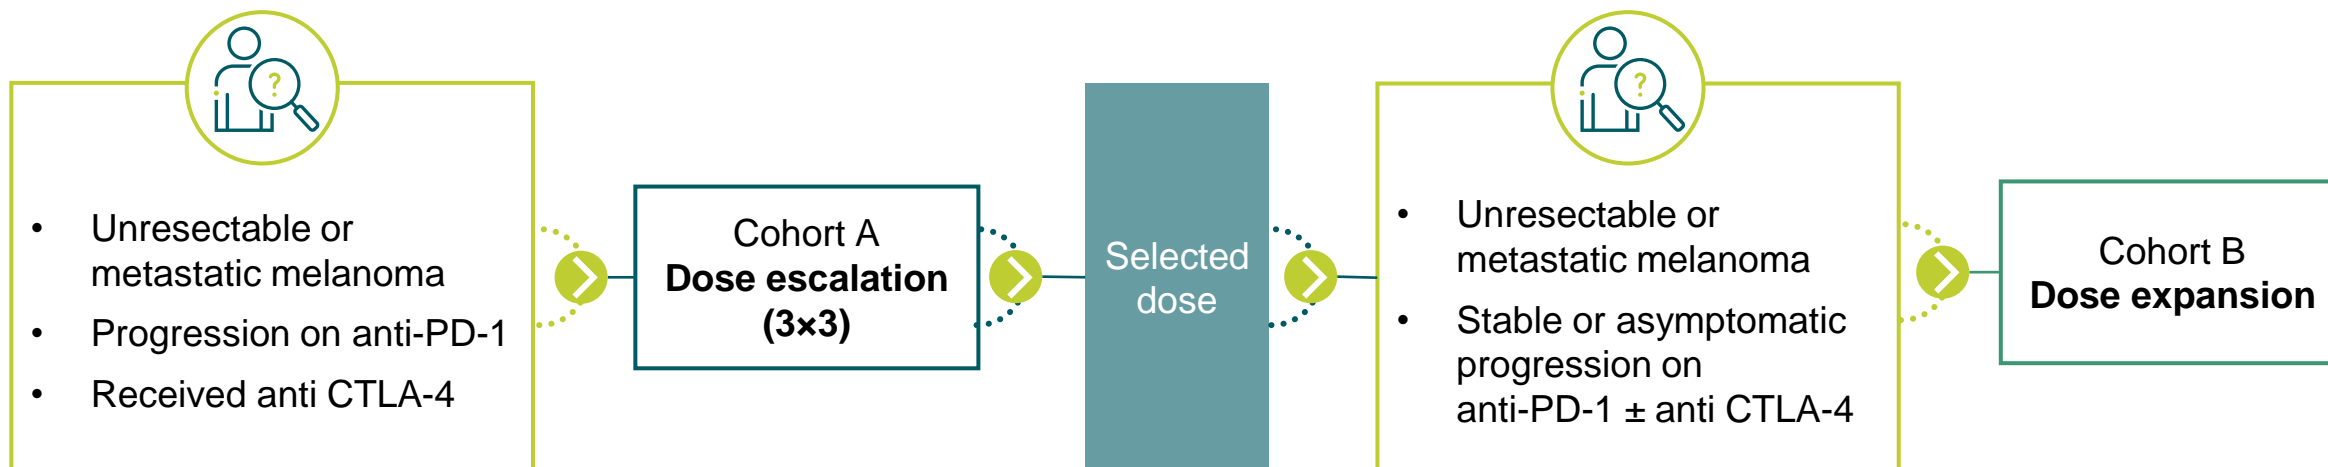 ?
• Unresectable or
metastatic melanoma
• Progression on anti-PD-1
• Received anti CTLA-4
Cohort A
Dose escalation
(3×3)
Selected
dose
?
• Unresectable or
metastatic melanoma
• Stable or asymptomatic
progression on
anti-PD-1 ± anti CTLA-4
Cohort B
Dose expansion